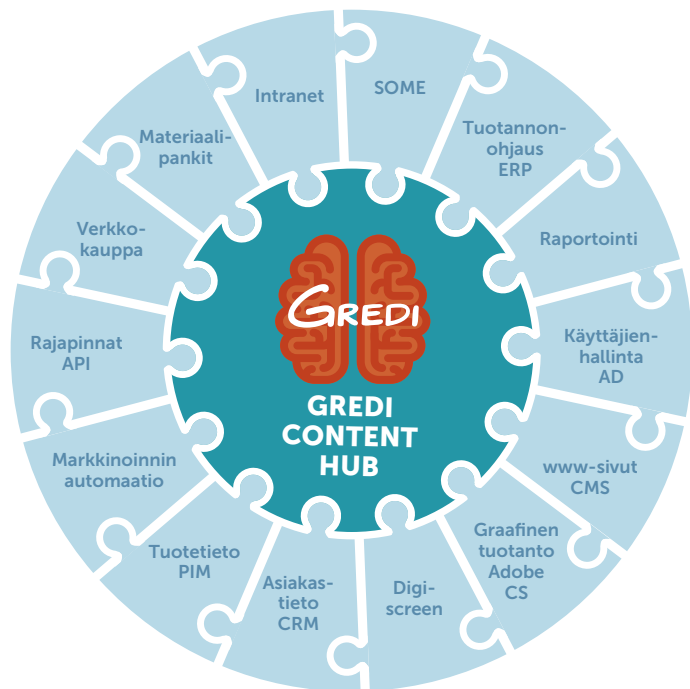 SOME
Tuotannon-
ohjaus
ERP
Raportointi
Käyttäjien-
hallinta
AD
www-sivut
CMS
Graafinen
tuotanto
Adobe
CS
Digi-
screen
Asiakas-
tieto
CRM
Tuotetieto
PIM
Markkinoinnin
automaatio
Rajapinnat
API
Verkko-
kauppa
Materiaali-
pankit
Intranet
GREDI
GREDI
CONTENT
HUB